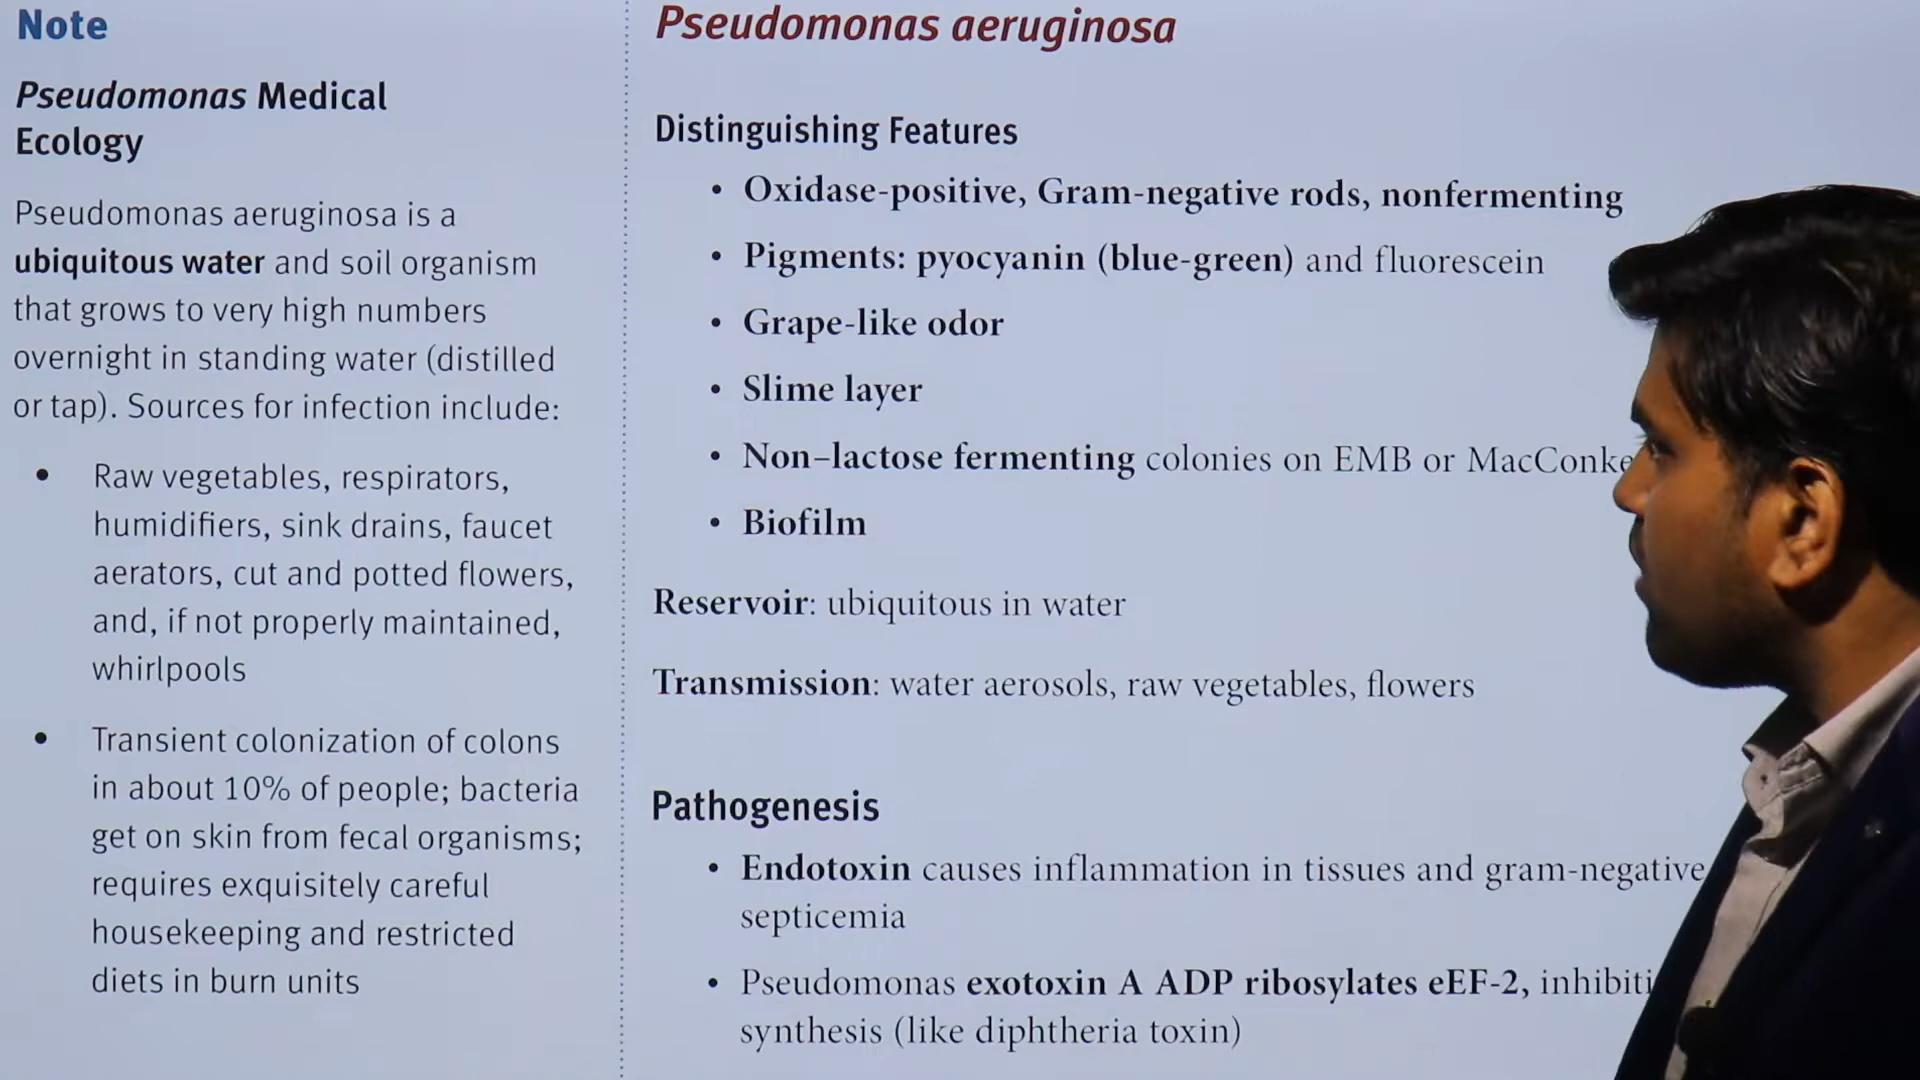 Note
Pseudomonas Medical
Ecology
Pseudomonas aeruginosa is a
ubiquitous water and soil organism
that grows to very high numbers
overnight in standing water (distilled
or tap). Sources for infection include:
• Raw vegetables, respirators,
humidifiers, sink drains, faucet
aerators, cut and potted flowers,
and, if not properly maintained,
whirlpools
• Transient colonization of colons
in about 10% of people; bacteria
get on skin from fecal organisms;
requires exquisitely careful
housekeeping and restricted
diets in burn units
Pseudomonas aeruginosa
Distinguishing Features
• Oxidase-positive, Gram-negative rods, nonfermenting
• Pigments: pyocyanin (blue-green) and fluorescein
• Grape-like odor
• Slime layer
• Non–lactose fermenting colonies on EMB or MacConke
• Biofilm
Reservoir: ubiquitous in water
Transmission: water aerosols, raw vegetables, flowers
Pathogenesis
• Endotoxin causes inflammation in tissues and gram-negative
septicemia
• Pseudomonas exotoxin A ADP ribosylates eEF-2, inhibiti
synthesis (like diphtheria toxin)